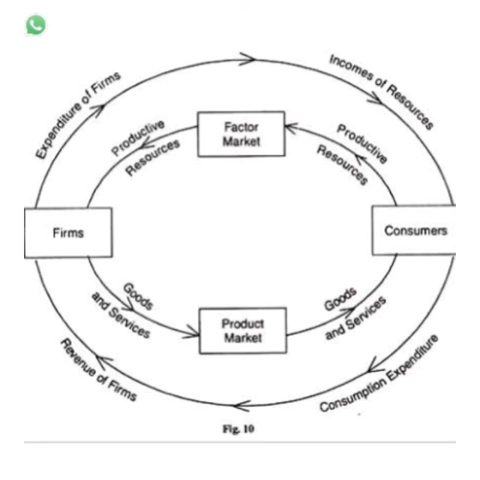 Expenditure of Firms
Incomes of Resources
Productive
Resources
Factor
Market
Productive
Resources
Firms
Consumers
Goods
and Services
Product
Market
Goods
and Services
Revenue of Firms
Consumption Expenditure
Fig. 10